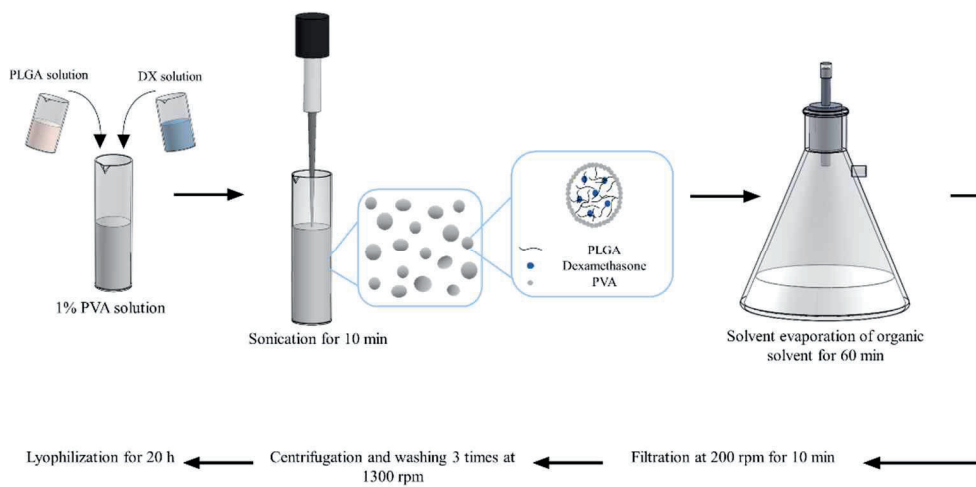 PLGA solution
DX solution
1% PVA solution
Sonication for 10 min
PLGA
Dexamethasone
PVA
Solvent evaporation of organic
solvent for 60 min
Filtration at 200 rpm for 10 min
Centrifugation and washing 3 times at
1300 rpm
Lyophilization for 20 h